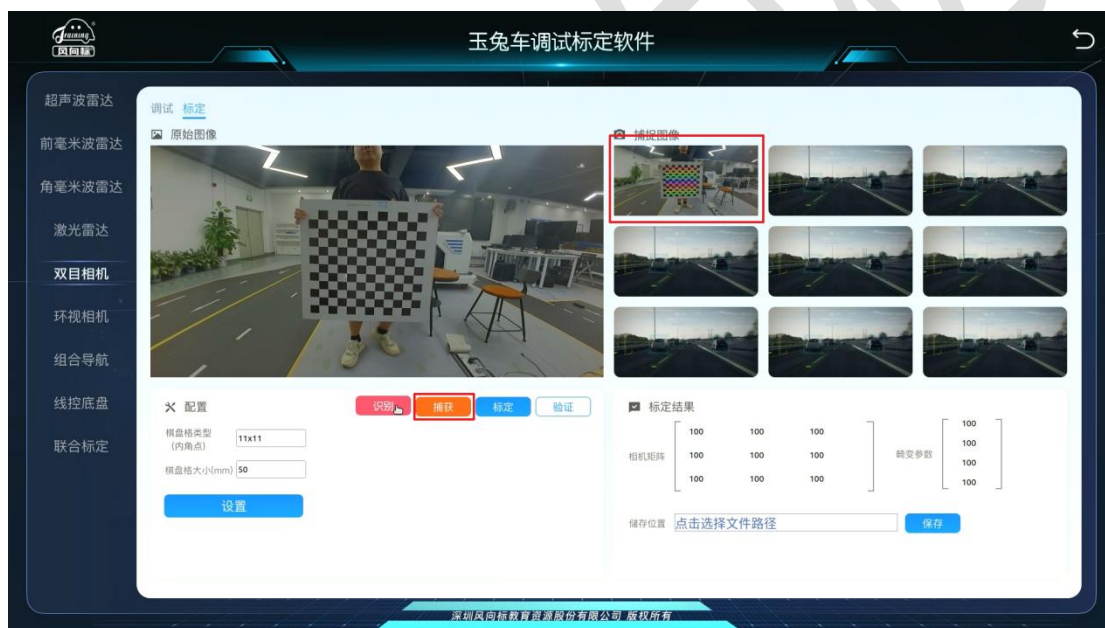 Training
风向标
玉兔车调试标定软件
超声波雷达
前毫米波雷达
角毫米波雷达
激光雷达
双目相机
环视相机
组合导航
线控底盘
联合标定
调试 标定
原始图像
捕捉图像
配置
识别 捕获 标定 验证
棋盘格类型
(内角点)
11x11
棋盘格大小(mm) 50
设置
标定结果
相机矩阵
100 100 100
100 100 100
100 100 100
畸变参数
100
100
100
100
储存位置 点击选择文件路径 保存
深圳风向标教育资源股份有限公司 版权所有